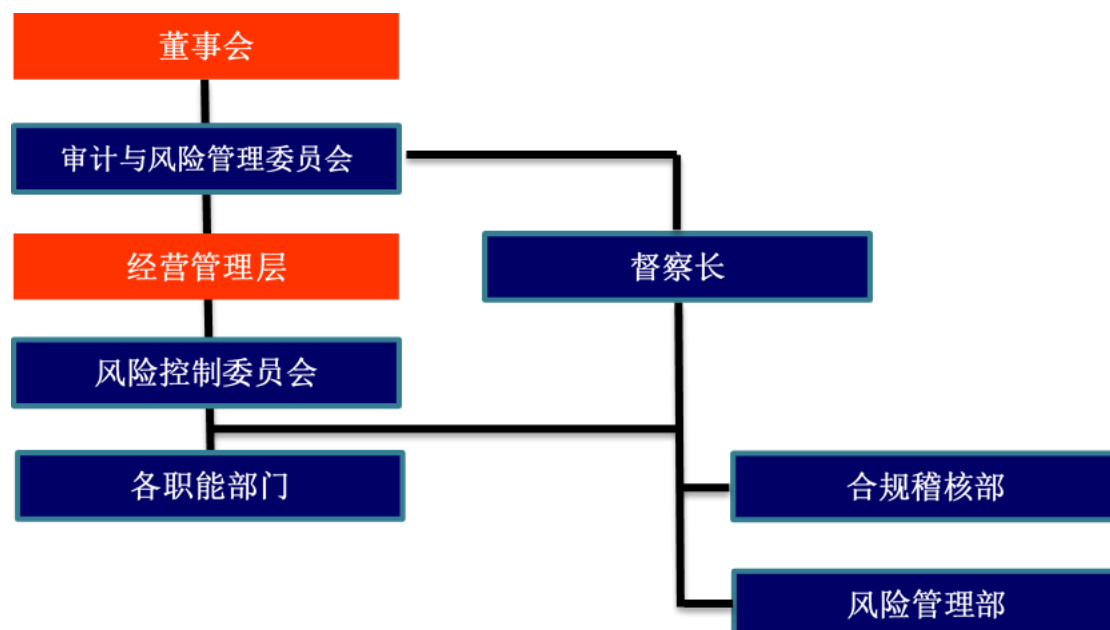 董事会
审计与风险管理委员会
经营管理层
督察长
风险控制委员会
各职能部门
合规稽核部
风险管理部